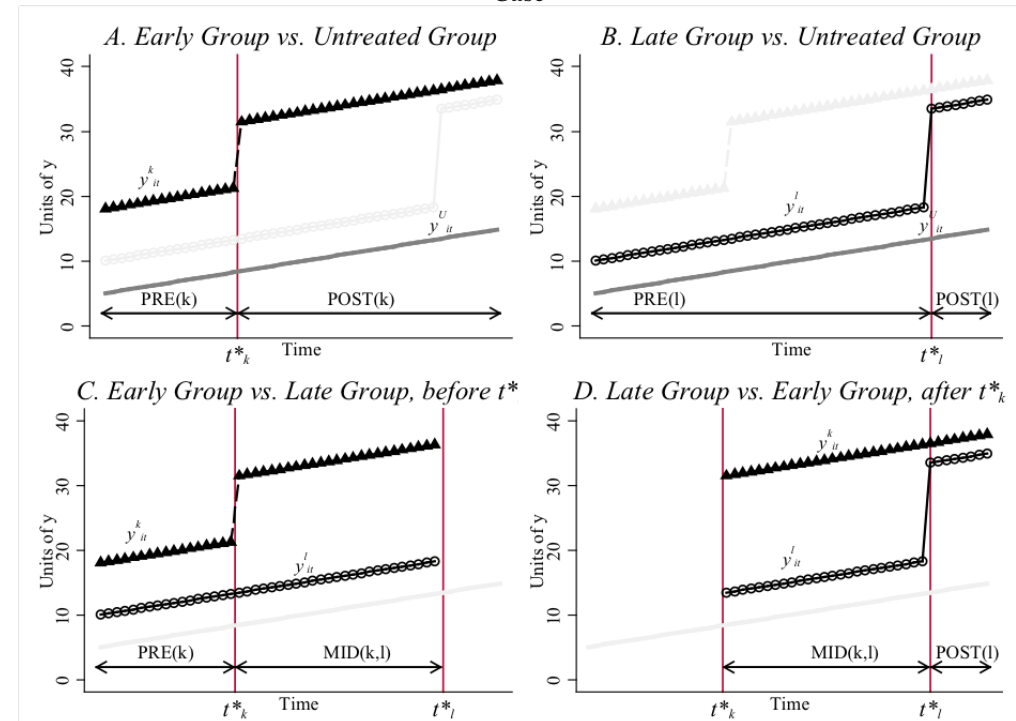 Case
A. Early Group vs. Untreated Group
Units of y
40
30
20
10
0
y^k_it
y^U_it
PRE(k)
POST(k)
t*_k
Time
B. Late Group vs. Untreated Group
Units of y
40
30
20
10
0
y^l_it
y^U_it
PRE(l)
POST(l)
Time
t*_l
C. Early Group vs. Late Group, before t*
Units of y
40
30
20
10
0
y^k_it
y^l_it
PRE(k)
MID(k,l)
t*_k
Time
t*_l
D. Late Group vs. Early Group, after t*_k
Units of y
40
30
20
10
0
y^k_it
y^l_it
MID(k,l)
POST(l)
t*_k
Time
t*_l